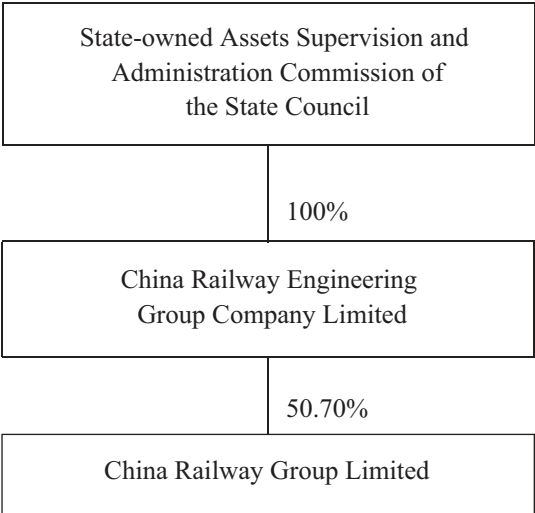 State-owned Assets Supervision and
Administration Commission of
the State Council
100%
China Railway Engineering
Group Company Limited
50.70%
China Railway Group Limited